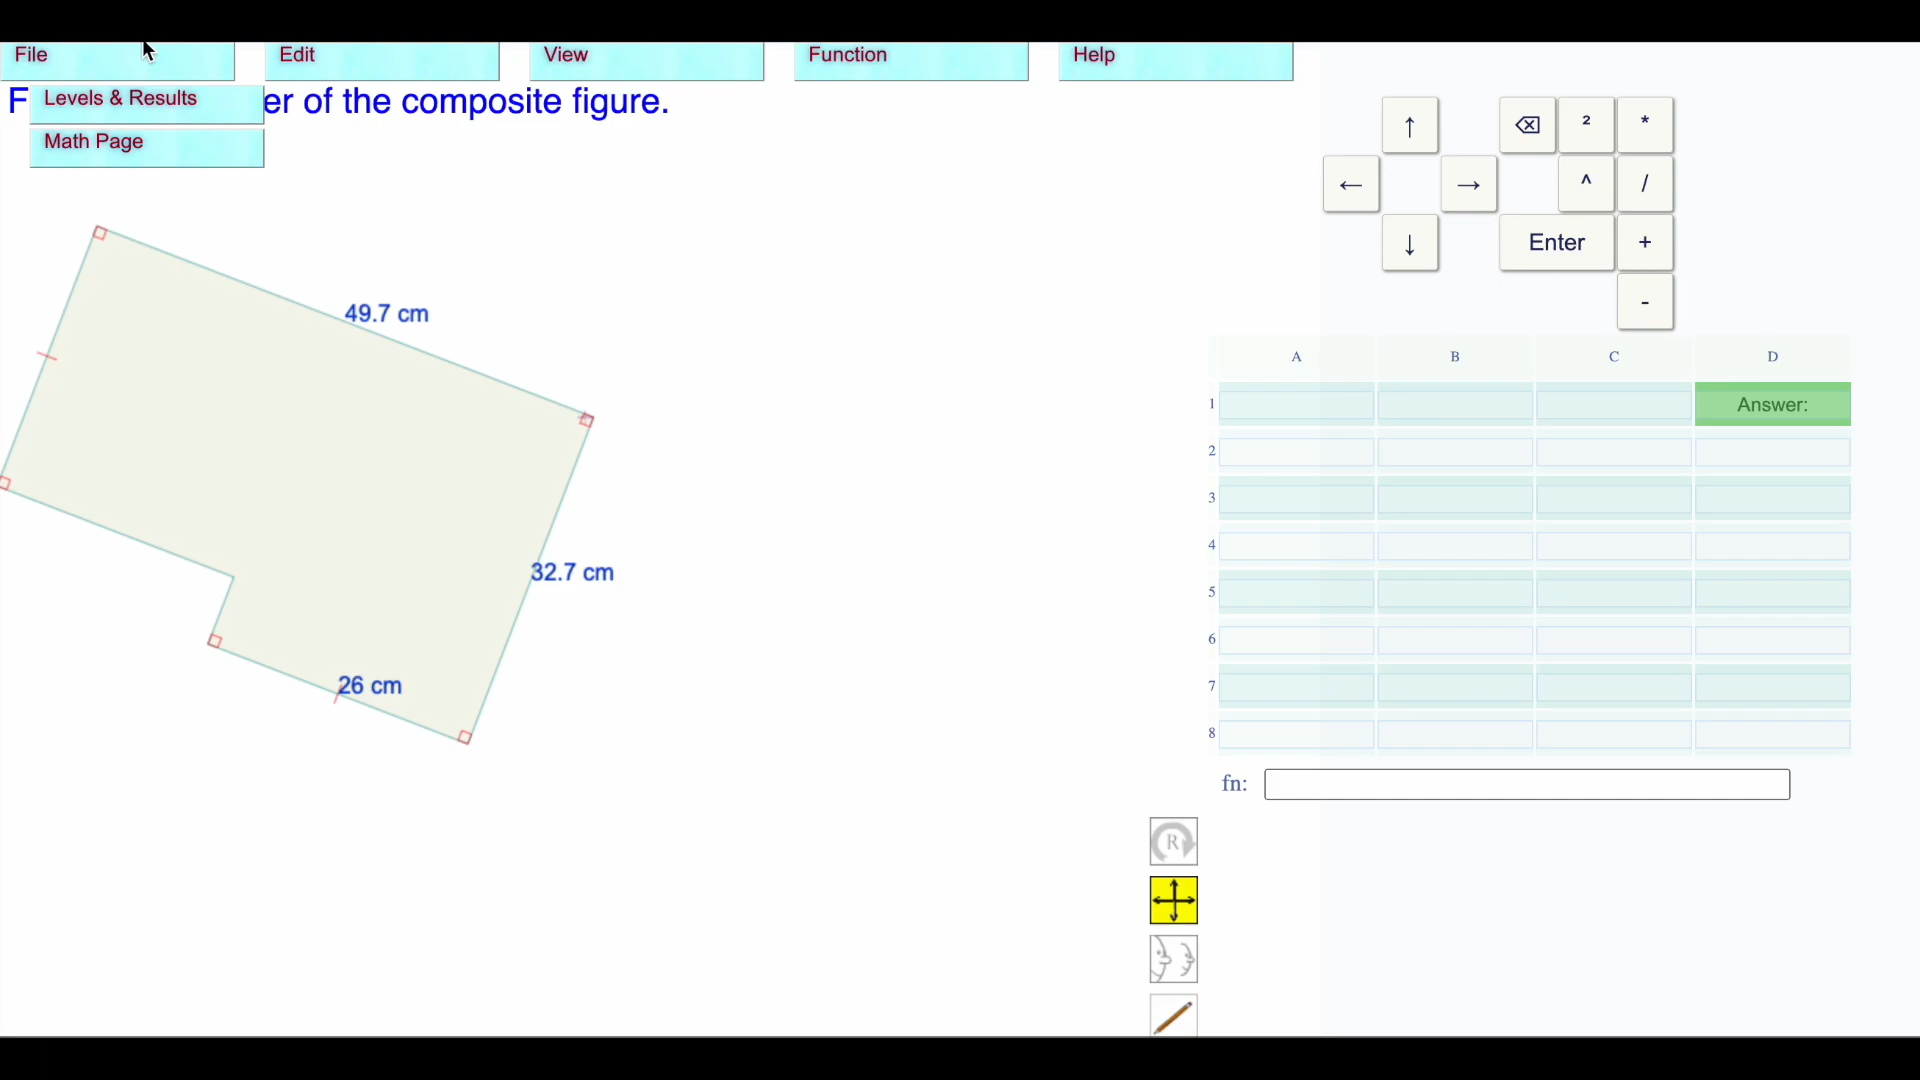 File Edit View Function Help
Levels & Results
F er of the composite figure.
Math Page
↑ ⌫ ² *
← → ^ /
↓ Enter +
-
49.7 cm
32.7 cm
26 cm
A B C D
1 Answer:
2
3
4
5
6
7
8
fn:
R